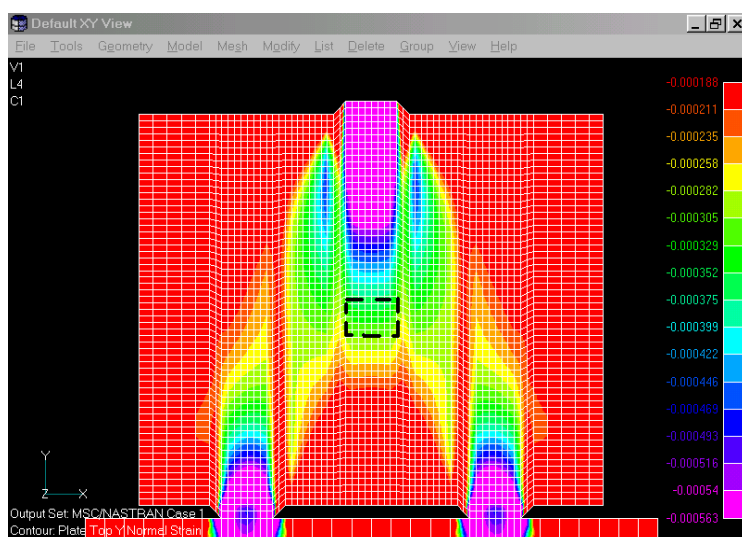 Default XY View
File Tools Geometry Model Mesh Modify List Delete Group View Help
V1
L4
C1
-0.000188
-0.000211
-0.000235
-0.000258
-0.000282
-0.000305
-0.000329
-0.000352
-0.000375
-0.000399
-0.000422
-0.000446
-0.000469
-0.000493
-0.000516
-0.00054
-0.000563
Y
Z X
Output Set: MSC/NASTRAN Case 1
Contour: Plate Top Y Normal Strain